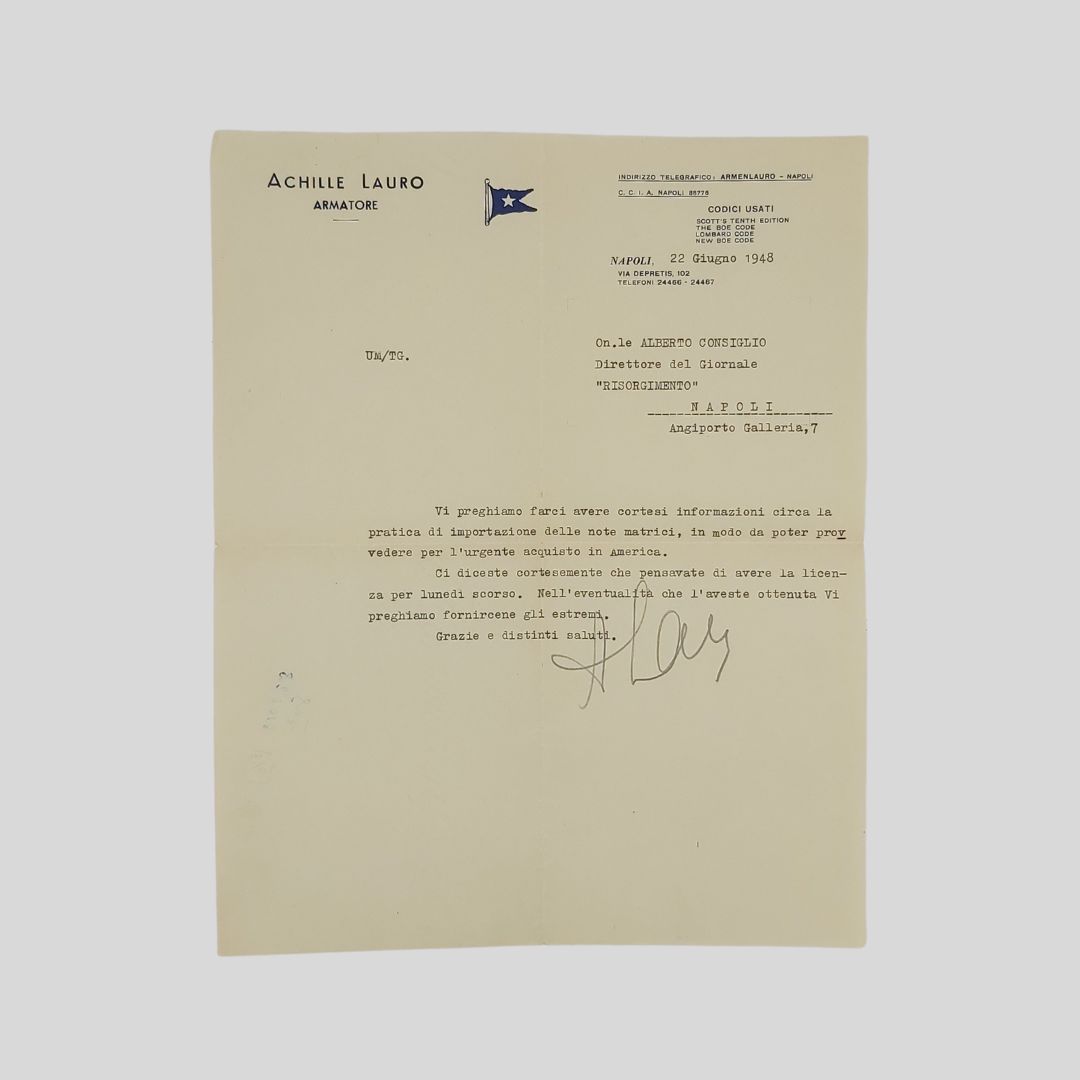 ACHILLE LAURO
ARMATORE
INDIRIZZO TELEGRAFICO: ARMENLAURO - NAPOLI
C. C. I. A. NAPOLI 88776
CODICI USATI
SCOTT'S TENTH EDITION
THE BOE CODE
LOMBARD CODE
NEW BOE CODE
NAPOLI, 22 Giugno 1948
VIA DEPRETIS, 102
TELEFONI 24466 - 24467
UM/TG.
On.le ALBERTO CONSIGLIO
Direttore del Giornale
"RISORGIMENTO"
N A P O L I
Angiporto Galleria,7
Vi preghiamo farci avere cortesi informazioni circa la
pratica di importazione delle note matrici, in modo da poter prov
vedere per l'urgente acquisto in America.
Ci diceste cortesemente che pensavate di avere la licen-
za per lunedì scorso. Nell'eventualità che l'aveste ottenuta Vi
preghiamo fornircene gli estremi.
Grazie e distinti saluti.